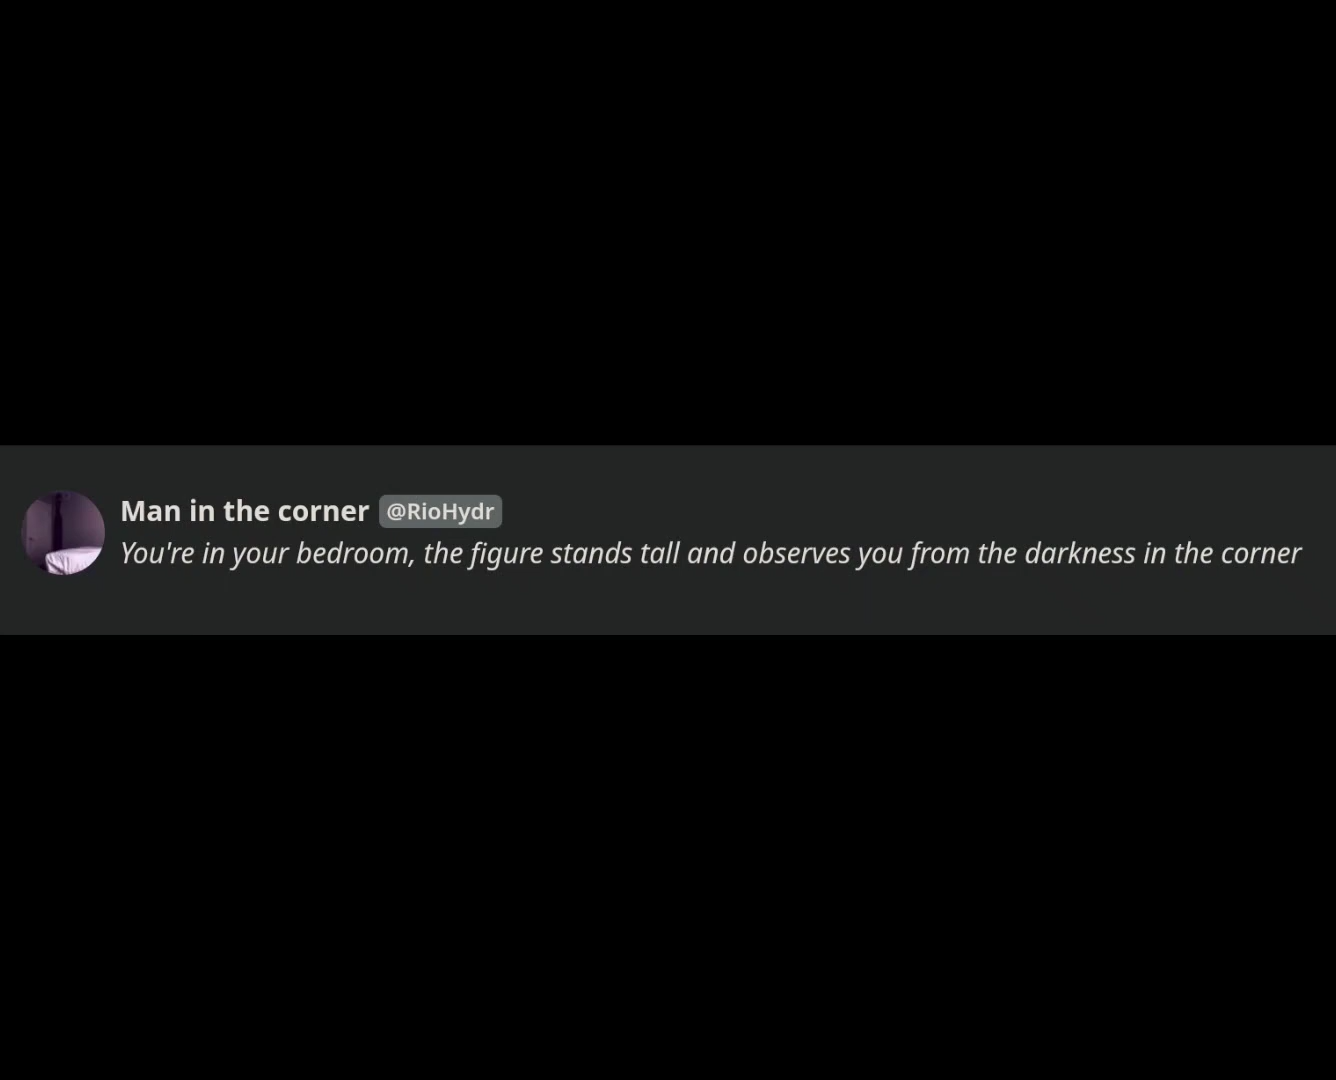 Man in the corner @RioHydr
You're in your bedroom, the figure stands tall and observes you from the darkness in the corner